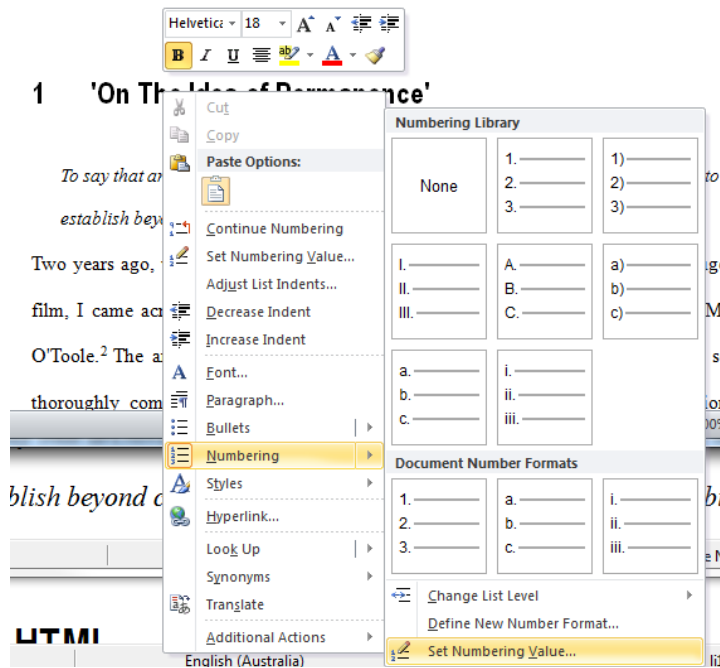 Helvetica 18 A A
B I U ab A
1 'On The Idea of Permanence'
To say that an
to
establish bey
Two years ago,
film, I came acr
M
O'Toole.2 The a
s
thoroughly com
Cut
Copy
Paste Options:
Continue Numbering
Set Numbering Value...
Adjust List Indents...
Decrease Indent
Increase Indent
Font...
Paragraph...
Bullets
Numbering
Styles
Hyperlink...
Look Up
Synonyms
Translate
Additional Actions
Numbering Library
None
1.
2.
3.
1)
2)
3)
I.
II.
III.
A.
B.
C.
a)
b)
c)
a.
b.
c.
i.
ii.
iii.
Document Number Formats
1.
2.
3.
a.
b.
c.
i.
ii.
iii.
Change List Level
Define New Number Format...
Set Numbering Value...
blish beyond c
HTML
English (Australia)